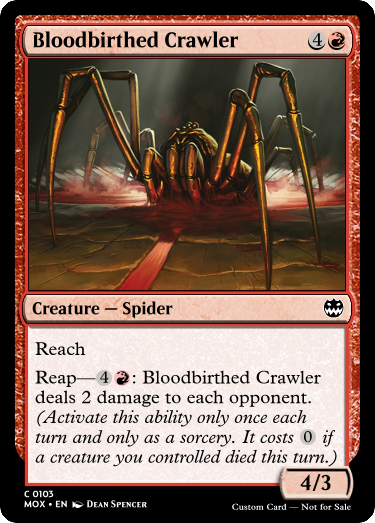 Bloodbirthed Crawler 4
Creature — Spider
Reach
Reap—4: Bloodbirthed Crawler
deals 2 damage to each opponent.
(Activate this ability only once each
turn and only as a sorcery. It costs 0 if
a creature you controlled died this turn.)
4/3
C 0103
MOX • EN DEAN SPENCER
Custom Card — Not for Sale